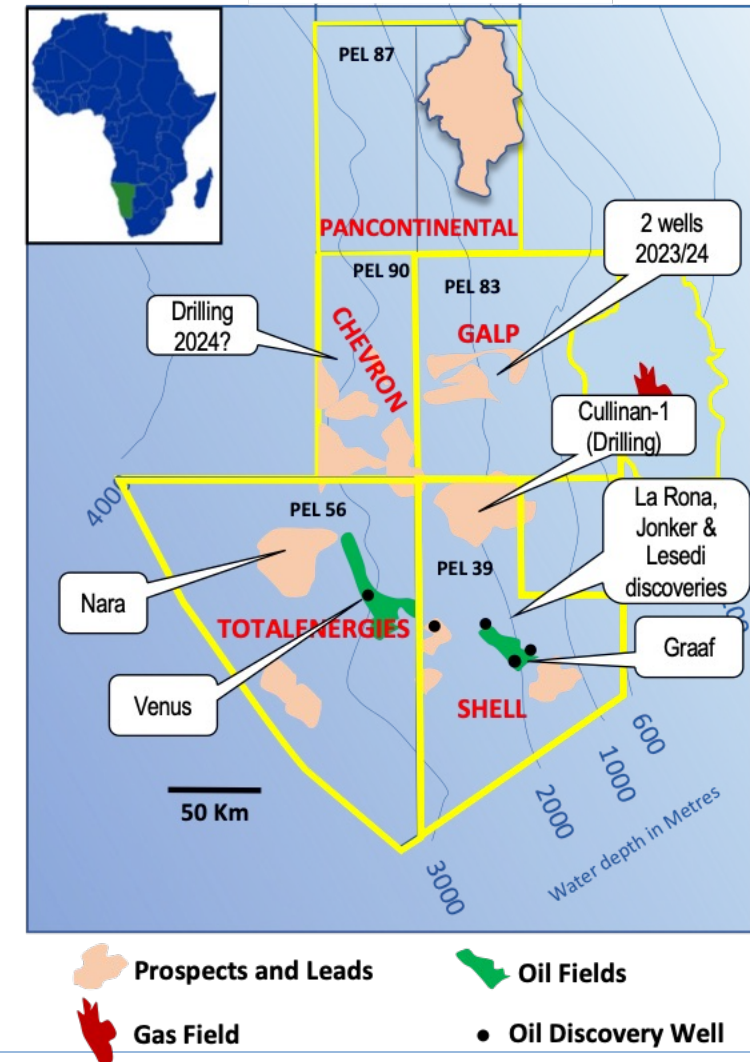 PEL 87
PANCONTINENTAL
2 wells
2023/24
PEL 90
PEL 83
Drilling
2024?
CHEVRON
GALP
Cullinan-1
(Drilling)
400
PEL 56
La Rona,
Jonker &
Lesedi
discoveries
PEL 39
Nara
TOTALENERGIES
Graaf
Venus
SHELL
600
1000
50 Km
2000
Water depth in Metres
3000
Prospects and Leads
Oil Fields
Gas Field
Oil Discovery Well